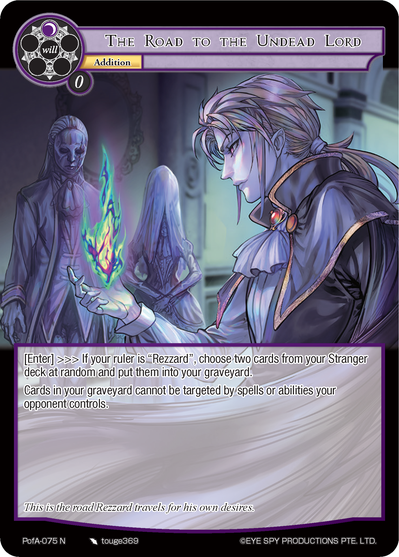 The Road to the Undead Lord
will
Addition
0
[Enter] >>> If your ruler is "Rezzard", choose two cards from your Stranger
deck at random and put them into your graveyard.
Cards in your graveyard cannot be targeted by spells or abilities your
opponent controls.
This is the road Rezzard travels for his own desires.
PofA-075 N touge369 ©EYE SPY PRODUCTIONS PTE. LTD.